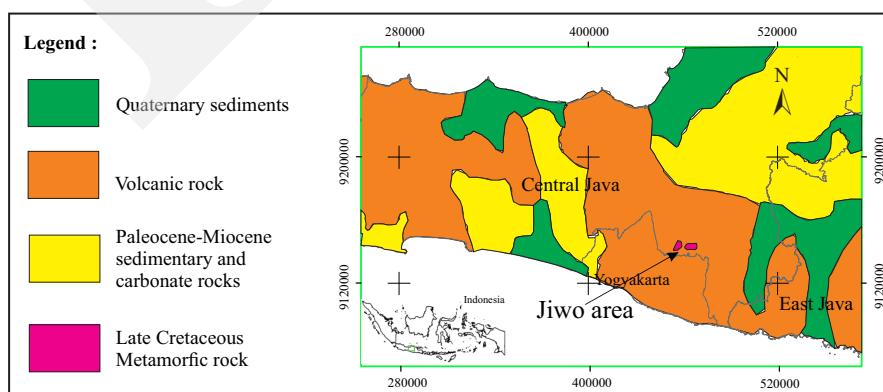 Legend :
Quaternary sediments
Volcanic rock
Paleocene-Miocene
sedimentary and
carbonate rocks
Late Cretaceous
Metamorfic rock
280000
400000
520000
N
9200000
9200000
Central Java
Yogyakarta
9120000
9120000
Jiwo area
East Java
Indonesia
280000
400000
520000